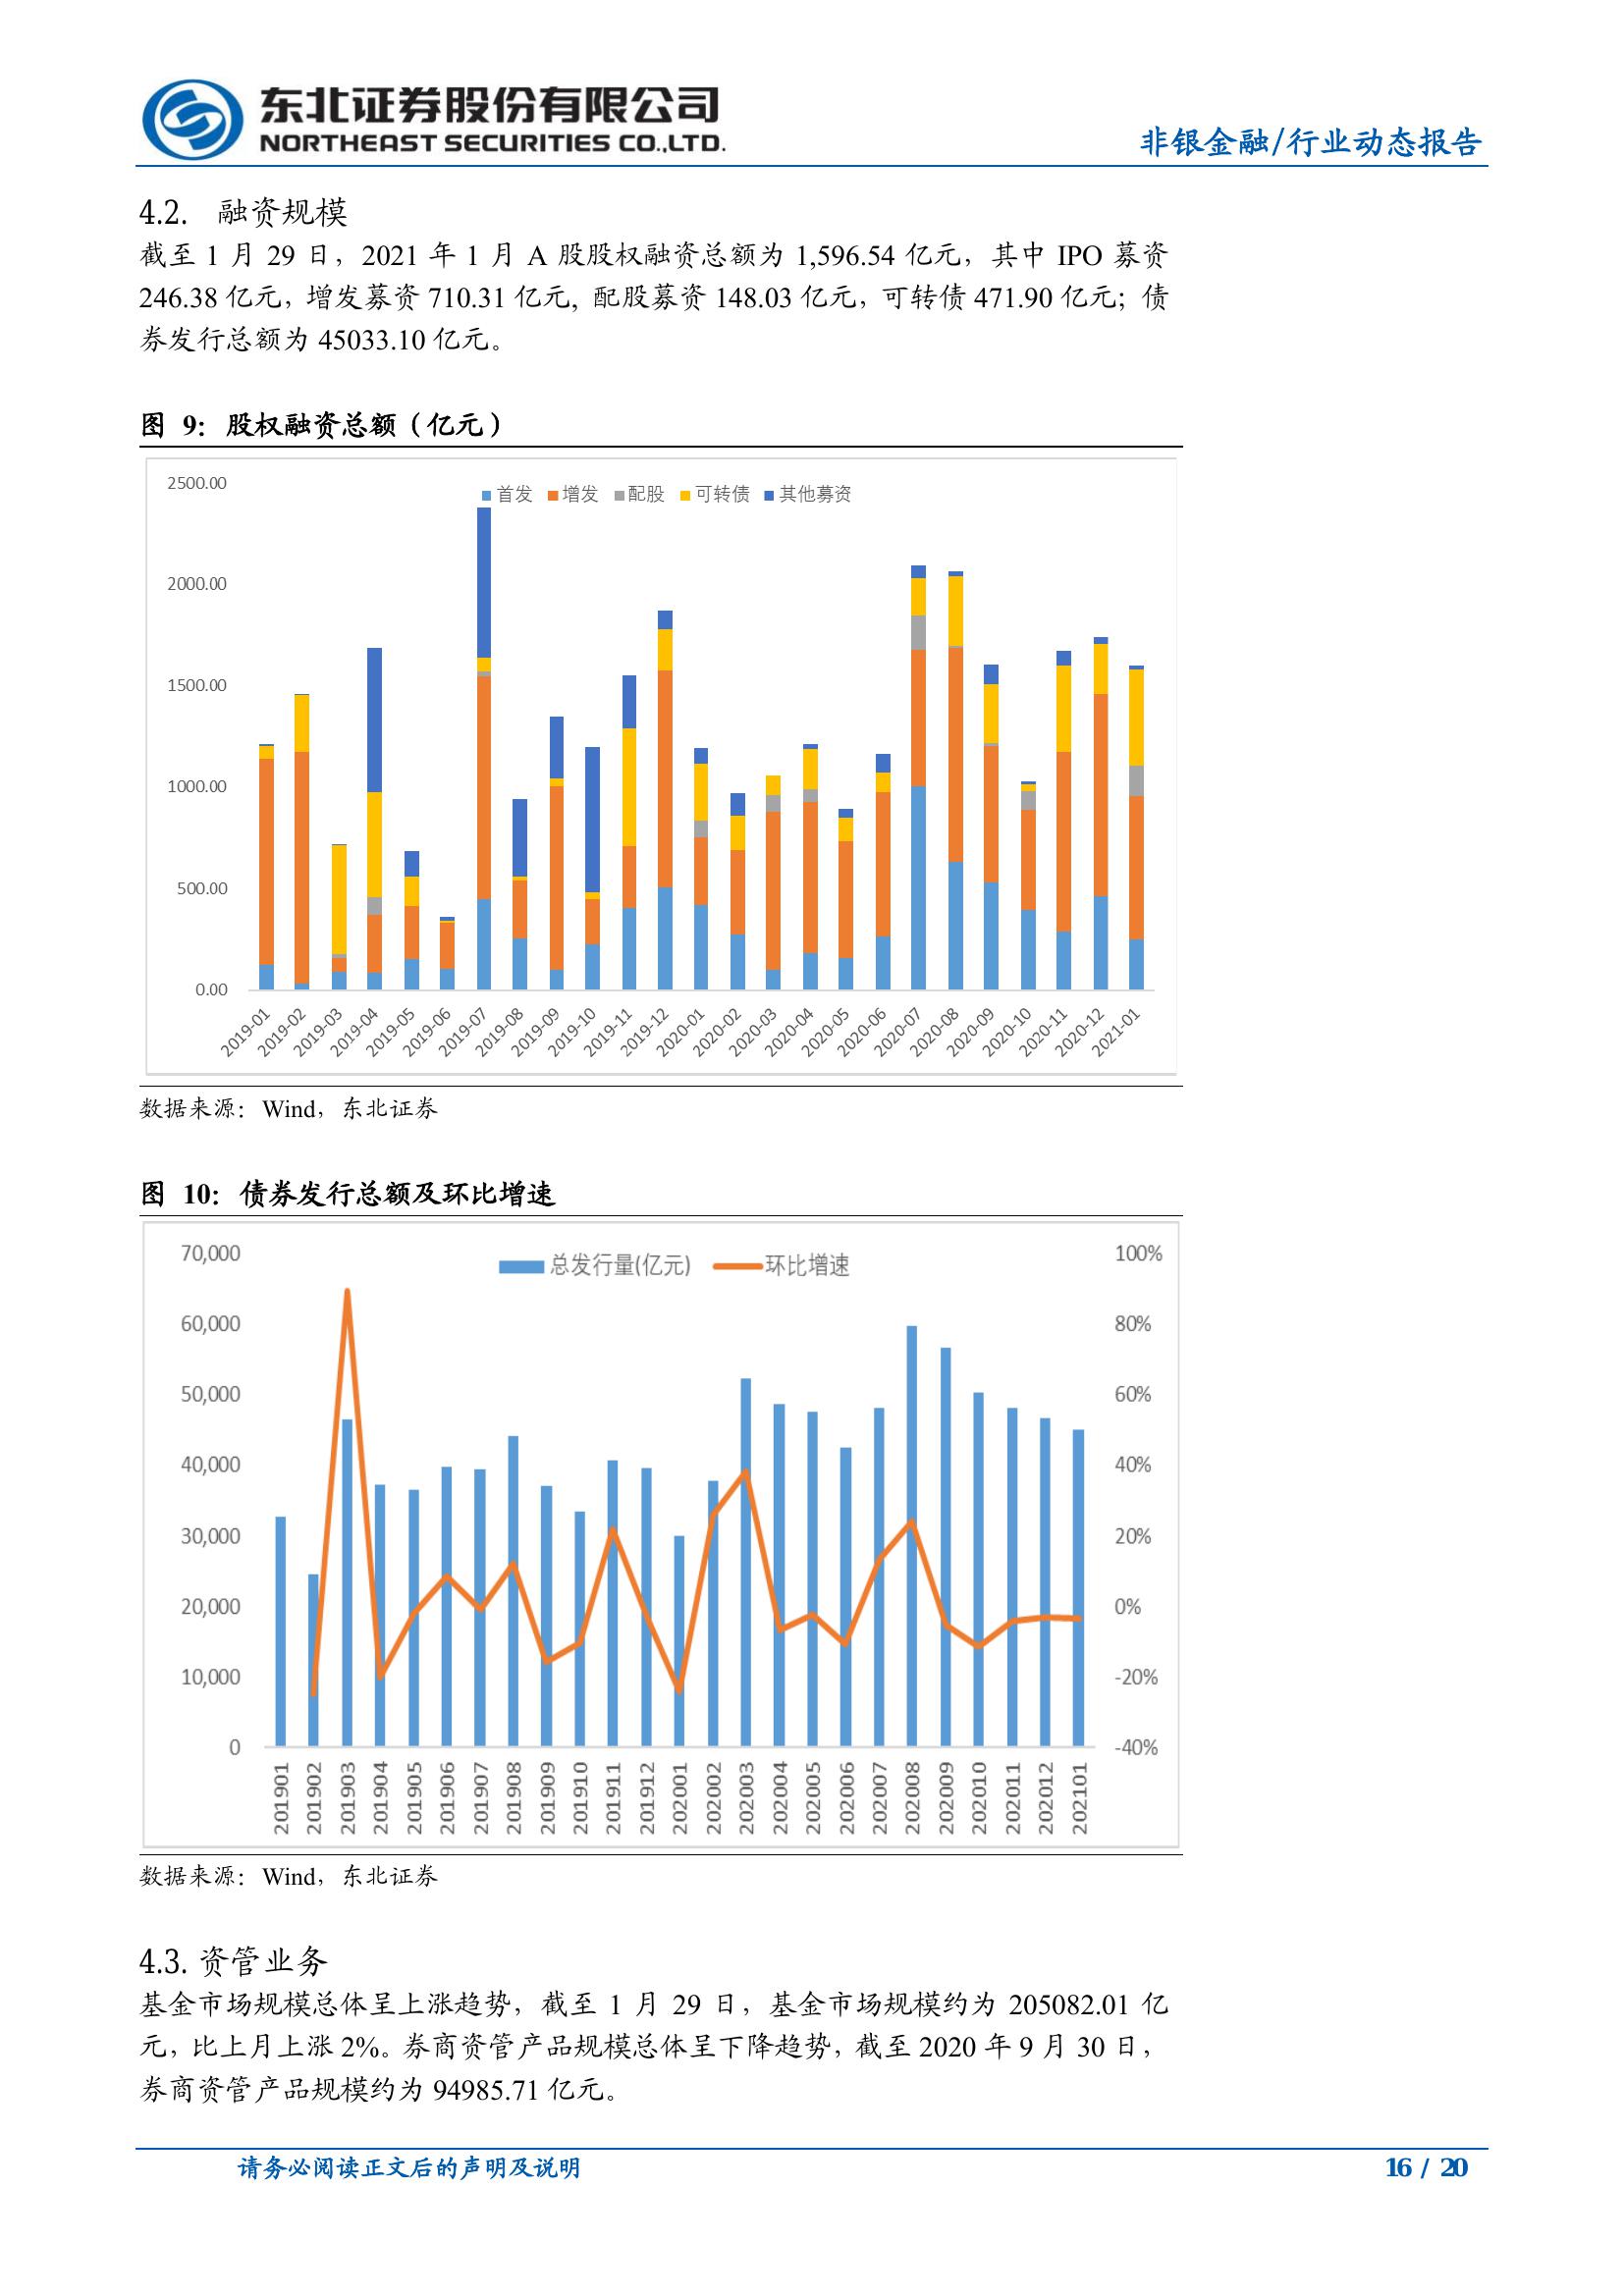 东北证券股份有限公司
NORTHEAST SECURITIES CO.,LTD.
非银金融/行业动态报告
4.2. 融资规模
截至 1 月 29 日，2021 年 1 月 A 股股权融资总额为 1,596.54 亿元，其中 IPO 募资
246.38 亿元，增发募资 710.31 亿元, 配股募资 148.03 亿元，可转债 471.90 亿元；债
券发行总额为 45033.10 亿元。
图 9：股权融资总额（亿元）
首发 增发 配股 可转债 其他募资
2500.00
2000.00
1500.00
1000.00
500.00
0.00
2019-01 2019-02 2019-03 2019-04 2019-05 2019-06 2019-07 2019-08 2019-09 2019-10 2019-11 2019-12 2020-01 2020-02 2020-03 2020-04 2020-05 2020-06 2020-07 2020-08 2020-09 2020-10 2020-11 2020-12 2021-01
数据来源：Wind，东北证券
图 10：债券发行总额及环比增速
总发行量(亿元) 环比增速
70,000 100%
60,000 80%
50,000 60%
40,000 40%
30,000 20%
20,000 0%
10,000 -20%
0 -40%
201901 201902 201903 201904 201905 201906 201907 201908 201909 201910 201911 201912 202001 202002 202003 202004 202005 202006 202007 202008 202009 202010 202011 202012 202101
数据来源：Wind，东北证券
4.3. 资管业务
基金市场规模总体呈上涨趋势，截至 1 月 29 日，基金市场规模约为 205082.01 亿
元，比上月上涨 2%。券商资管产品规模总体呈下降趋势，截至 2020 年 9 月 30 日，
券商资管产品规模约为 94985.71 亿元。
请务必阅读正文后的声明及说明
16 / 20